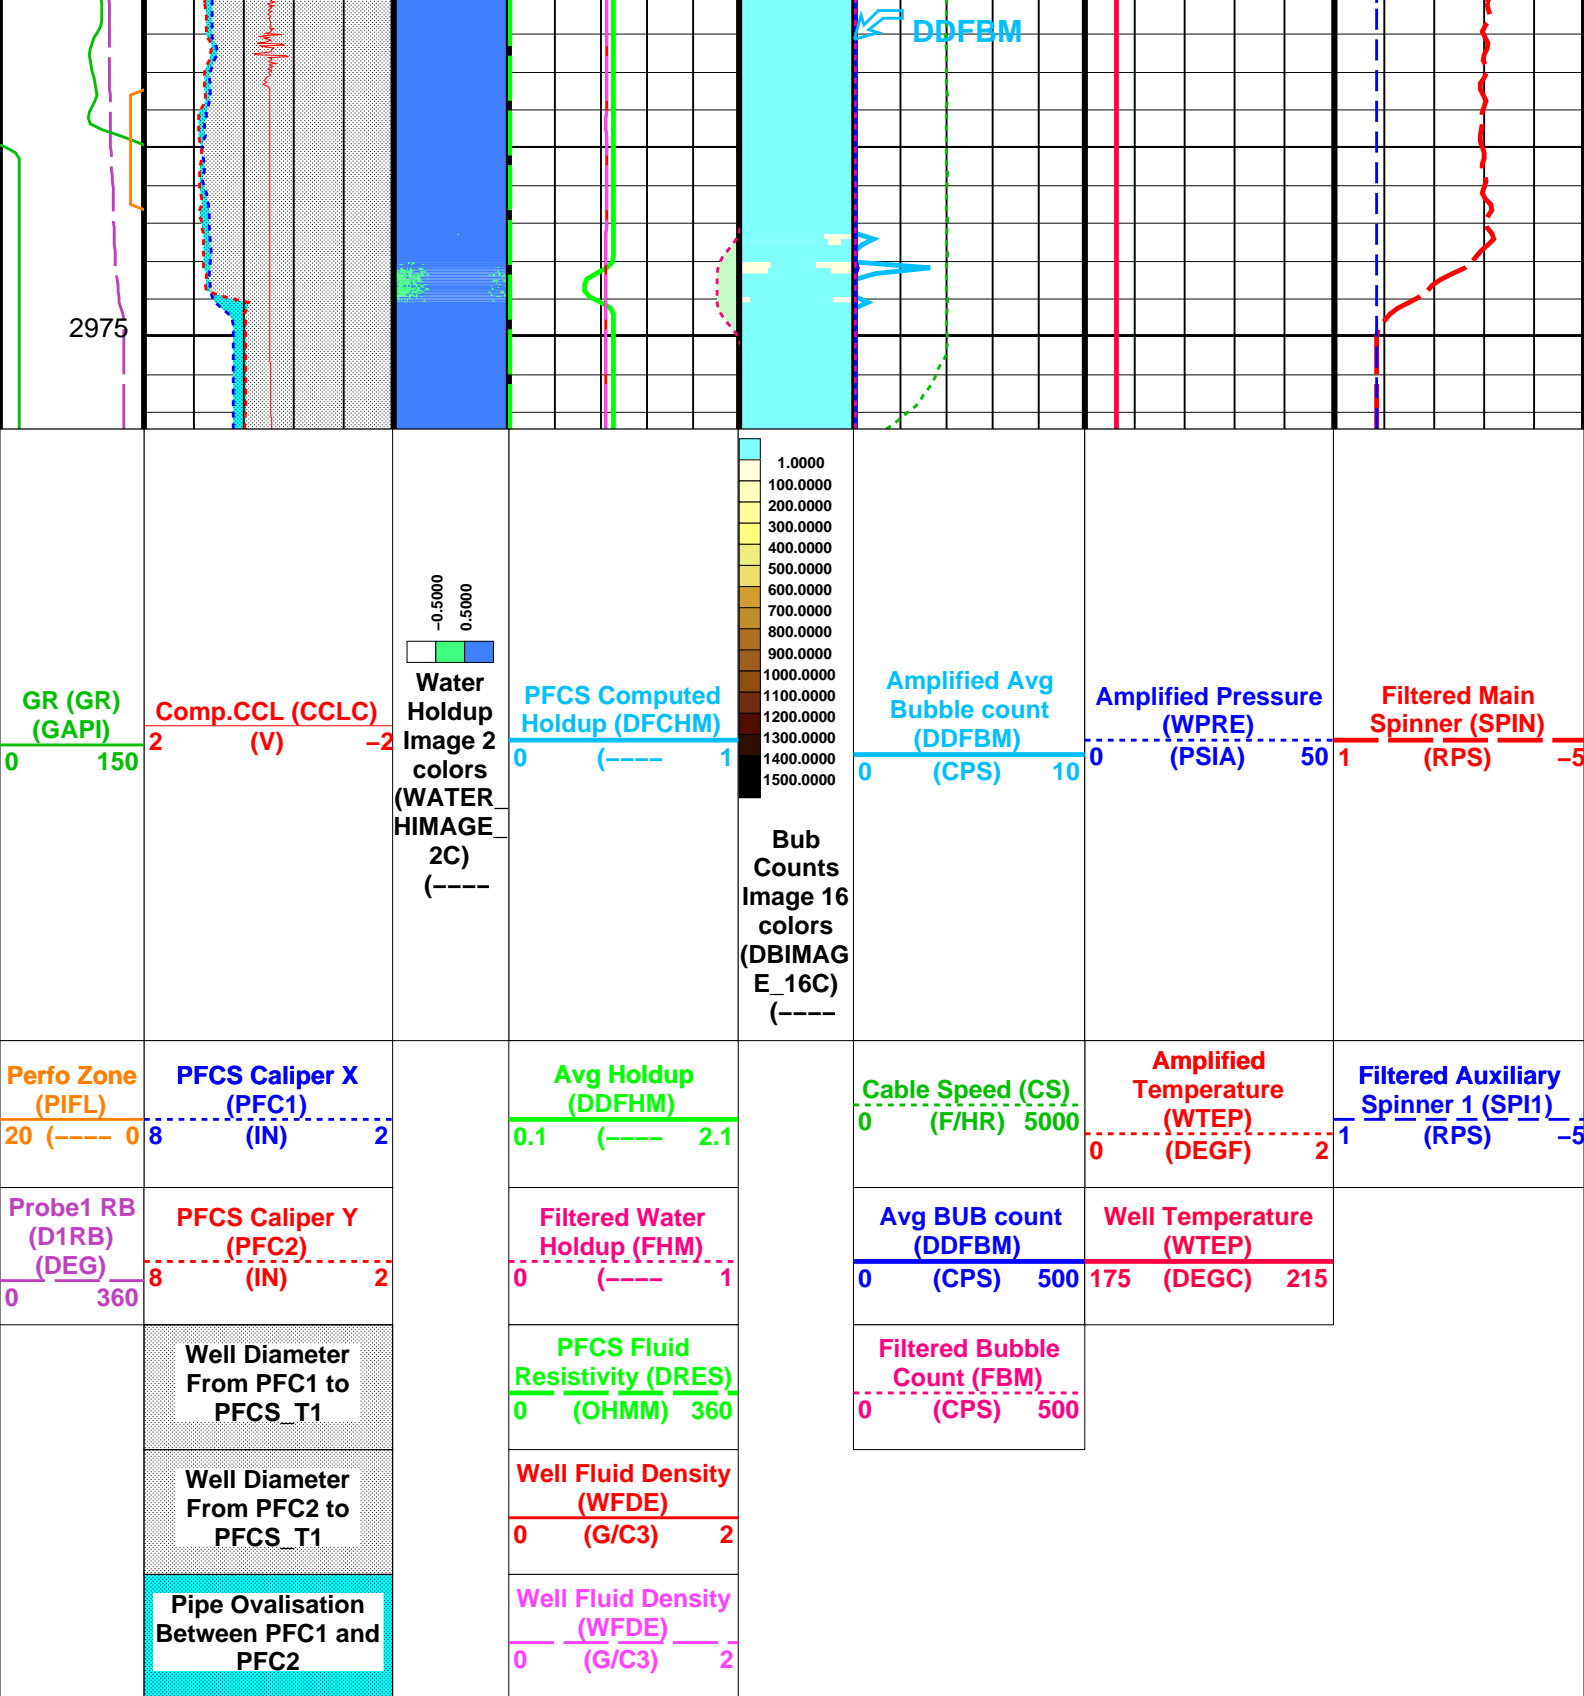 DDFBM
2975
1.0000
100.0000
200.0000
300.0000
400.0000
500.0000
600.0000
700.0000
800.0000
900.0000
1000.0000
1100.0000
1200.0000
1300.0000
1400.0000
1500.0000
GR (GR)
(GAPI)
0 150
Comp.CCL (CCLC)
2 (V) −2
−0.5000
0.5000
Water
Holdup
Image 2
colors
(WATER_
HIMAGE_
2C)
(−−−−
PFCS Computed
Holdup (DFCHM)
0 (−−−− 1
Bub
Counts
Image 16
colors
(DBIMAG
E_16C)
(−−−−
Amplified Avg
Bubble count
(DDFBM)
0 (CPS) 10
Amplified Pressure
(WPRE)
0 (PSIA) 50
Filtered Main
Spinner (SPIN)
1 (RPS) −5
Perfo Zone
(PIFL)
20 (−−−− 0
PFCS Caliper X
(PFC1)
8 (IN) 2
Avg Holdup
(DDFHM)
0.1 (−−−− 2.1
Cable Speed (CS)
0 (F/HR) 5000
Amplified
Temperature
(WTEP)
0 (DEGF) 2
Filtered Auxiliary
Spinner 1 (SPI1)
1 (RPS) −5
Probe1 RB
(D1RB)
(DEG)
0 360
PFCS Caliper Y
(PFC2)
8 (IN) 2
Filtered Water
Holdup (FHM)
0 (−−−− 1
Avg BUB count
(DDFBM)
0 (CPS) 500
Well Temperature
(WTEP)
175 (DEGC) 215
Well Diameter
From PFC1 to
PFCS_T1
PFCS Fluid
Resistivity (DRES)
0 (OHMM) 360
Filtered Bubble
Count (FBM)
0 (CPS) 500
Well Diameter
From PFC2 to
PFCS_T1
Well Fluid Density
(WFDE)
0 (G/C3) 2
Pipe Ovalisation
Between PFC1 and
PFC2
Well Fluid Density
(WFDE)
0 (G/C3) 2